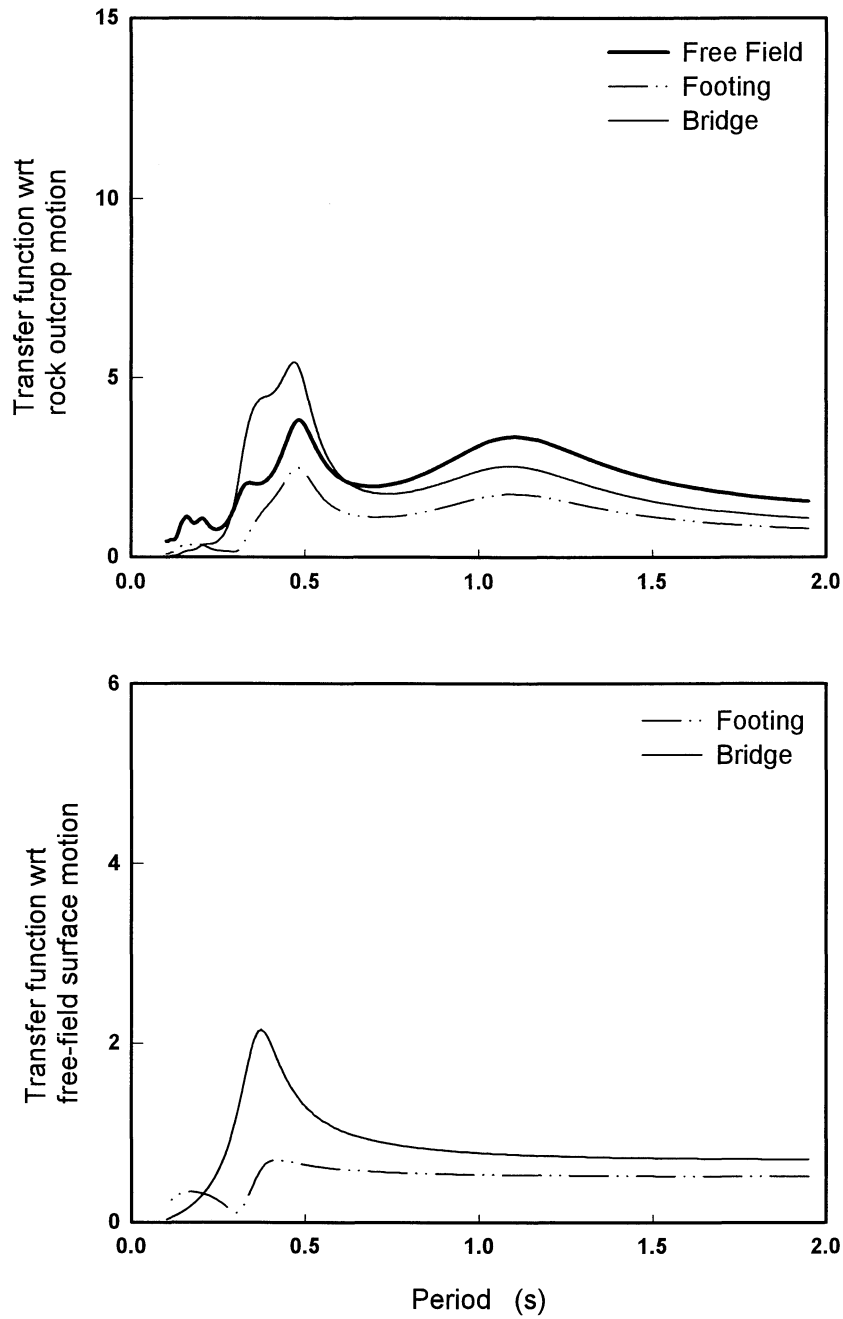 Transfer function wrt
rock outcrop motion
15
10
5
0
Free Field
Footing
Bridge
0.0 0.5 1.0 1.5 2.0
Transfer function wrt
free-field surface motion
6
4
2
0
Footing
Bridge
0.0 0.5 1.0 1.5 2.0
Period (s)